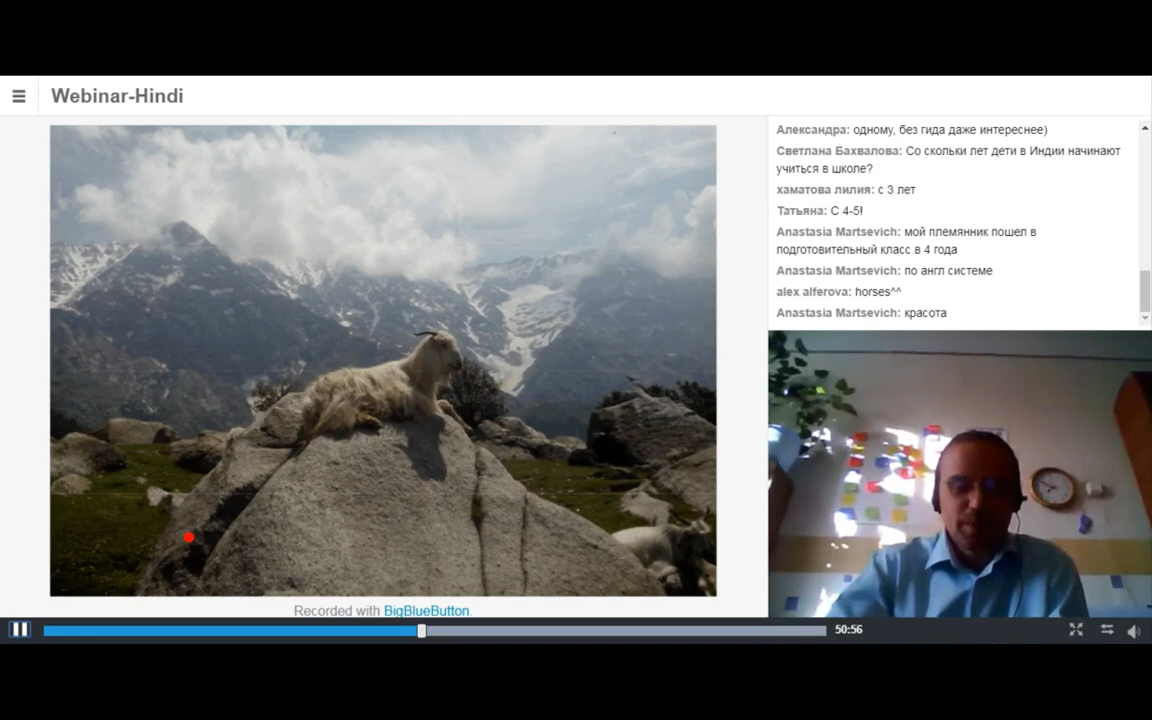 Webinar-Hindi
Александра: одному, без гида даже интереснее)
Светлана Бахвалова: Со скольки лет дети в Индии начинают
учиться в школе?
хаматова лилия: с 3 лет
Татьяна: С 4-5!
Anastasia Martsevich: мой племянник пошел в
подготовительный класс в 4 года
Anastasia Martsevich: по англ системе
alex alferova: horses^^
Anastasia Martsevich: красота
Recorded with BigBlueButton.
50:56